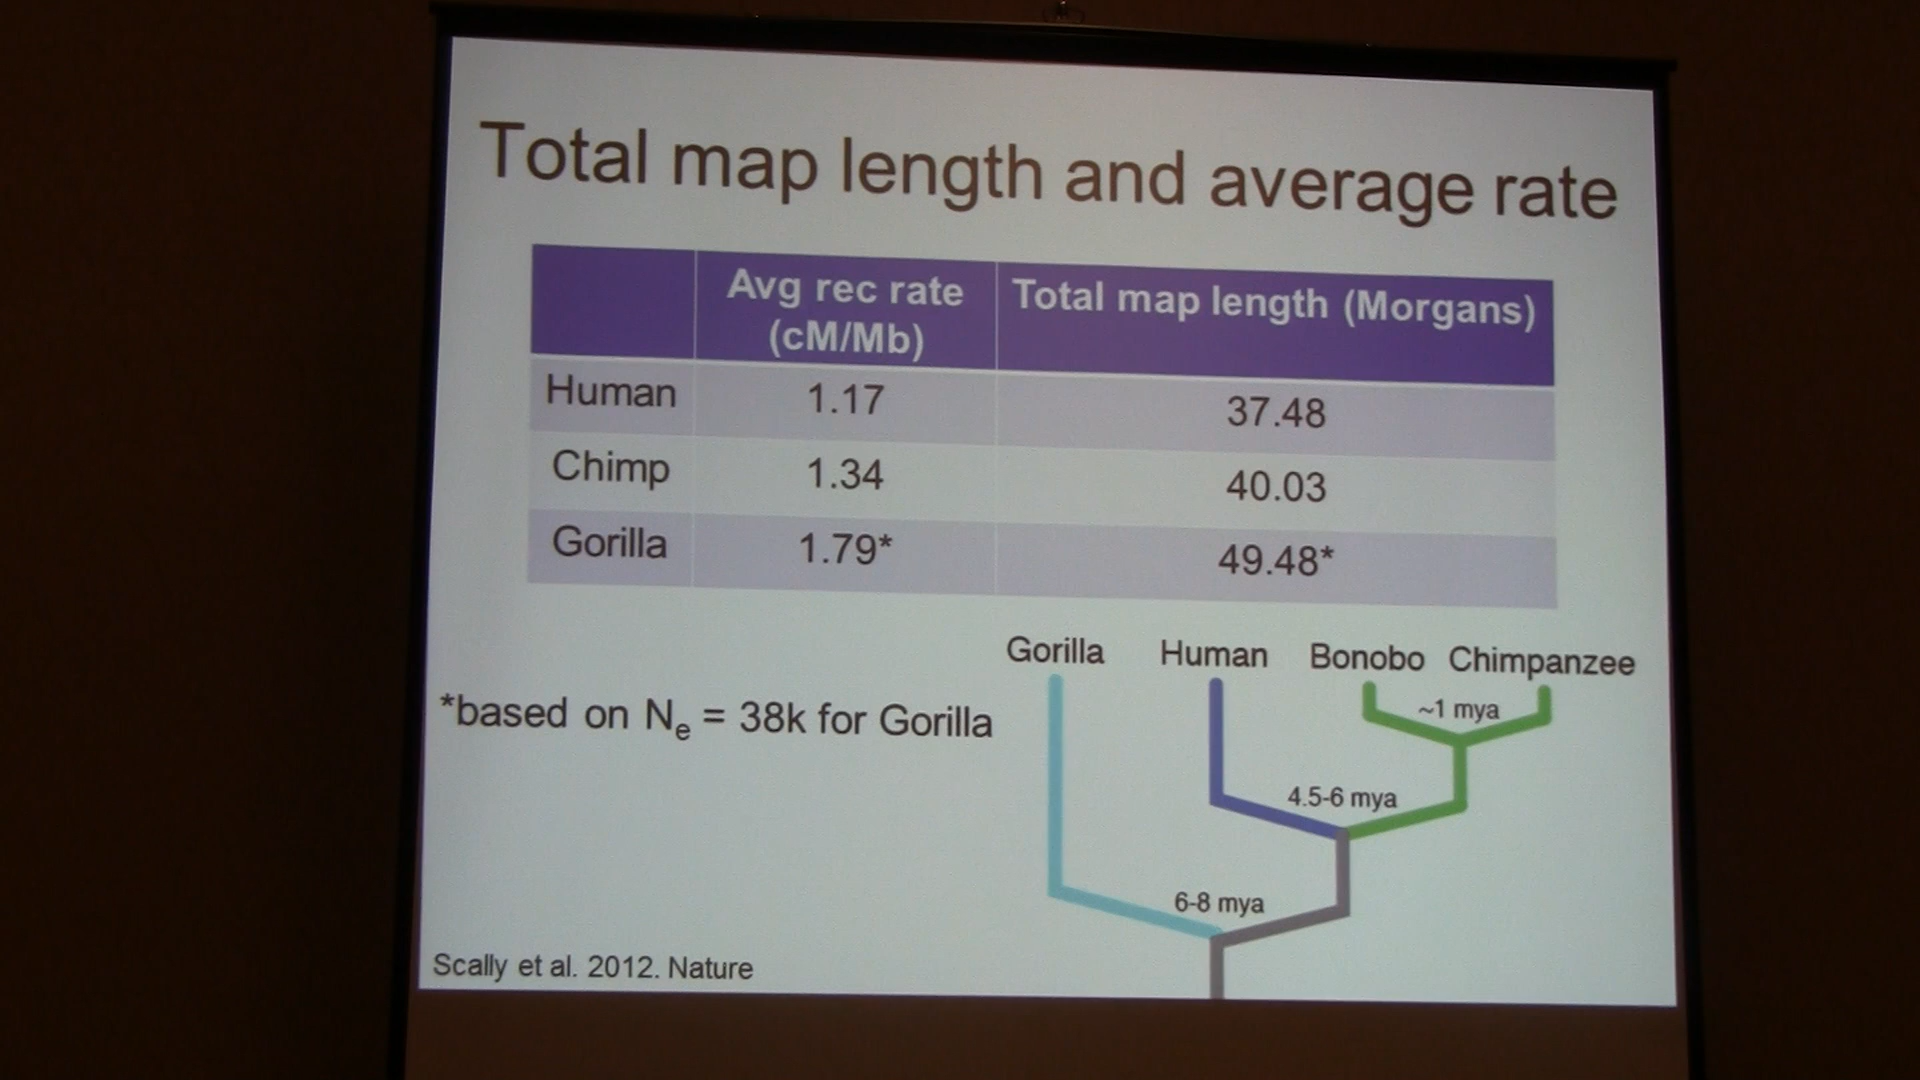 Total map length and average rate
Avg rec rate
(cM/Mb)
Total map length (Morgans)
Human 1.17 37.48
Chimp 1.34 40.03
Gorilla 1.79* 49.48*
Gorilla Human Bonobo Chimpanzee
~1 mya
*based on Ne = 38k for Gorilla
4.5-6 mya
6-8 mya
Scally et al. 2012. Nature